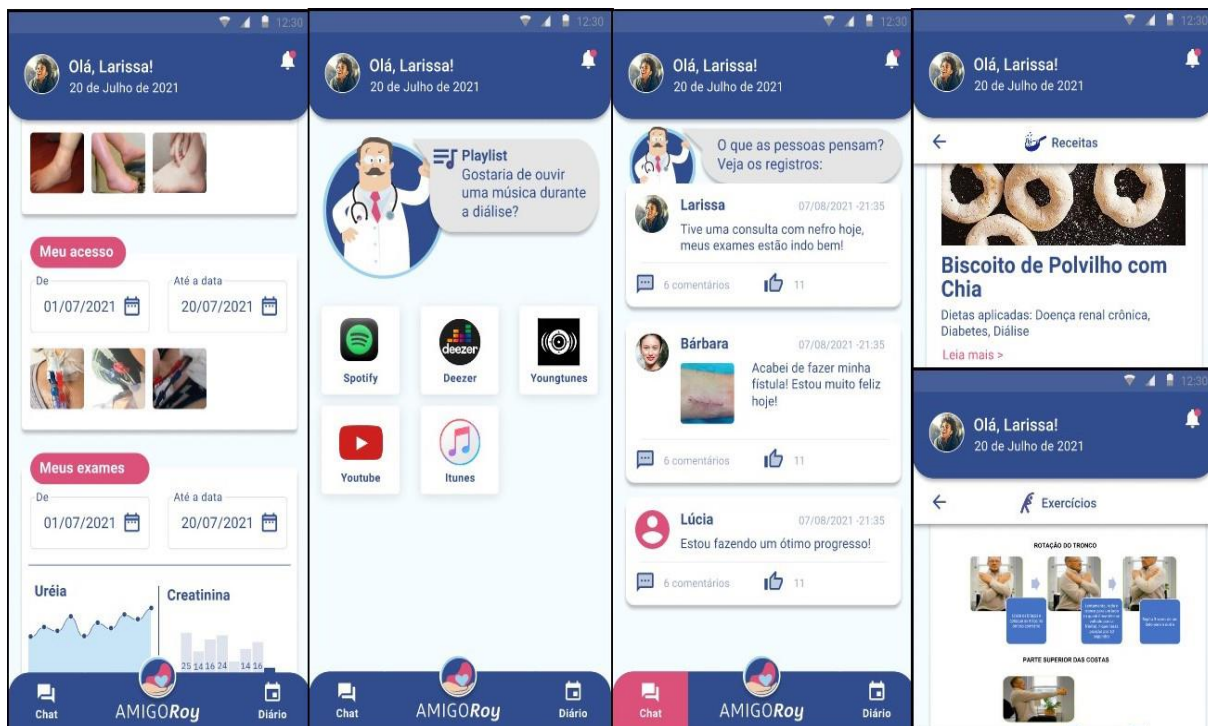 12:30
Olá, Larissa!
20 de Julho de 2021
Meu acesso
De
Até a data
01/07/2021
20/07/2021
Meus exames
De
Até a data
01/07/2021
20/07/2021
Uréia
Creatinina
25 14 16 24 14 16
Chat
AMIGORoy
Diário
12:30
Olá, Larissa!
20 de Julho de 2021
Playlist
Gostaria de ouvir
uma música durante
a diálise?
deezer
Spotify
Deezer
Youngtunes
Youtube
Itunes
Chat
AMIGORoy
Diário
12:30
Olá, Larissa!
20 de Julho de 2021
O que as pessoas pensam?
Veja os registros:
Larissa
07/08/2021 -21:35
Tive uma consulta com nefro hoje,
meus exames estão indo bem!
6 comentários
11
Bárbara
07/08/2021 -21:35
Acabei de fazer minha
fístula! Estou muito feliz
hoje!
6 comentários
11
Lúcia
07/08/2021 -21:35
Estou fazendo um ótimo progresso!
6 comentários
11
Chat
AMIGORoy
Diário
12:30
Olá, Larissa!
20 de Julho de 2021
Receitas
Biscoito de Polvilho com
Chia
Dietas aplicadas: Doença renal crônica,
Diabetes, Diálise
Leia mais >
12:30
Olá, Larissa!
20 de Julho de 2021
Exercícios
ROTAÇÃO DO TRONCO
PARTE SUPERIOR DAS COSTAS